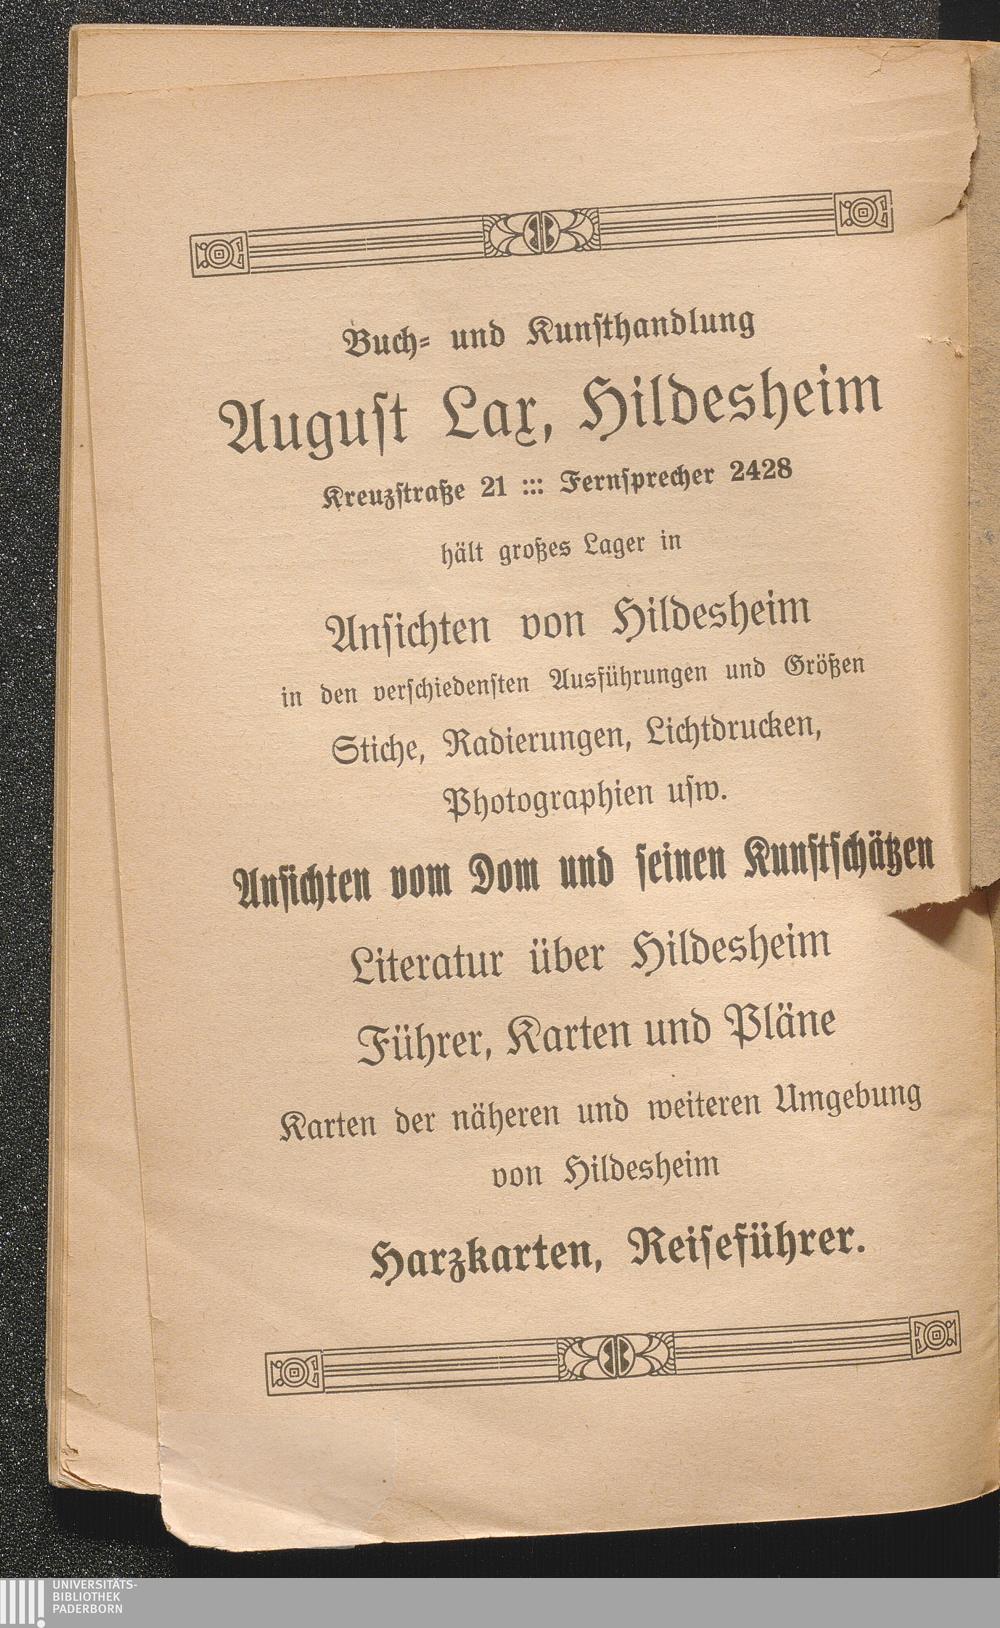 Buch- und Kunsthandlung
August Lax, Hildesheim
Kreuzstraße 21 ::: Fernsprecher 2428
hält großes Lager in
Ansichten von Hildesheim
in den verschiedensten Ausführungen und Größen
Stiche, Radierungen, Lichtdrucken,
Photographien usw.
Ansichten vom Dom und seinen Kunstschätzen
Literatur über Hildesheim
Führer, Karten und Pläne
Karten der näheren und weiteren Umgebung
von Hildesheim
Harzkarten, Reiseführer.
UNIVERSITÄTS-
BIBLIOTHEK
PADERBORN